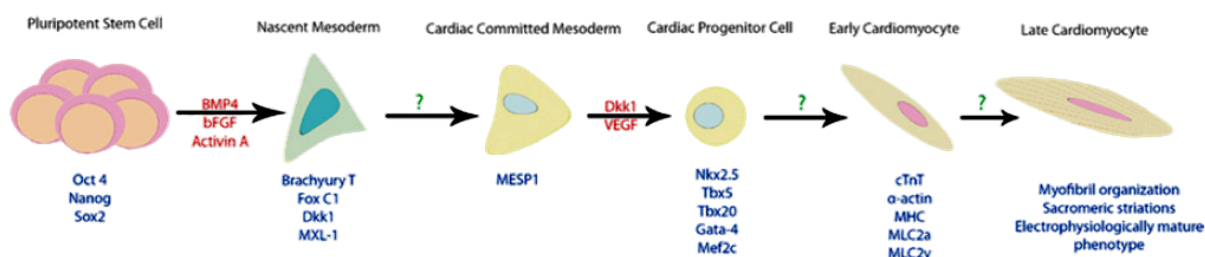 Pluripotent Stem Cell
Nascent Mesoderm
Cardiac Committed Mesoderm
Cardiac Progenitor Cell
Early Cardiomyocyte
Late Cardiomyocyte
BMP4
bFGF
Activin A
?
Dkk1
VEGF
?
?
Oct 4
Nanog
Sox2
Brachyury T
Fox C1
Dkk1
MXL-1
MESP1
Nkx2.5
Tbx5
Tbx20
Gata-4
Mef2c
cTnT
α-actin
MHC
MLC2a
MLC2v
Myofibril organization
Sacromeric striations
Electrophysiologically mature
phenotype